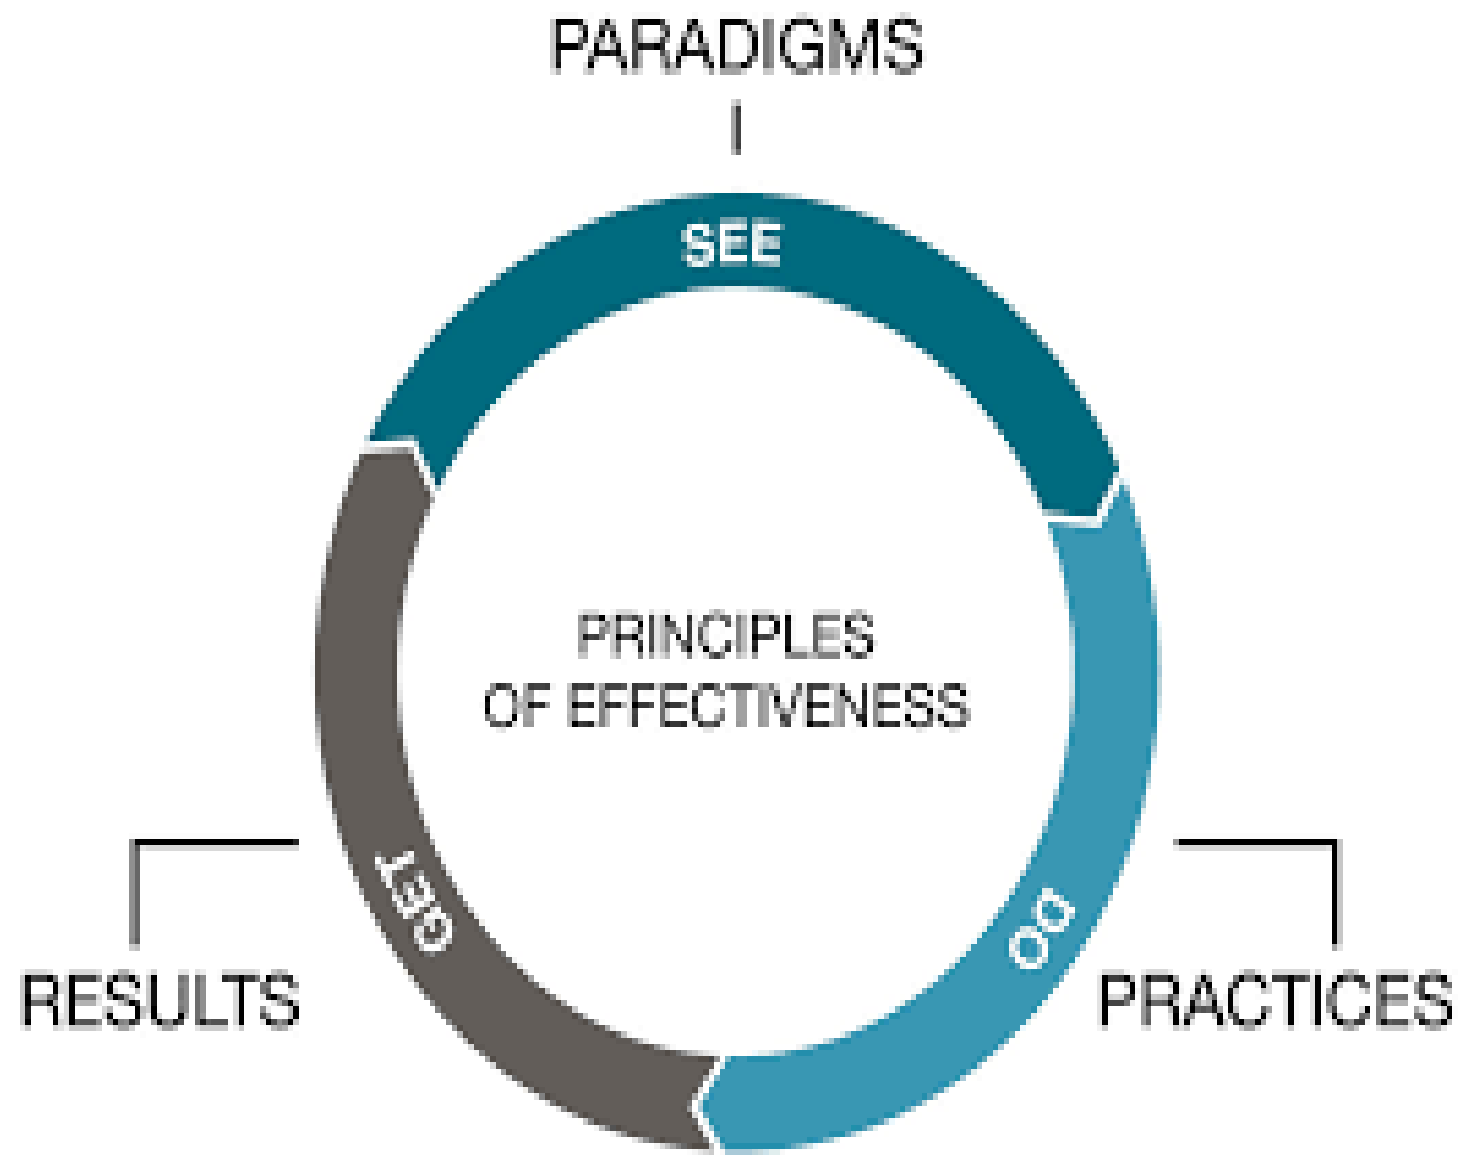 PARADIGMS
SEE
PRINCIPLES
OF EFFECTIVENESS
GET
DO
RESULTS
PRACTICES